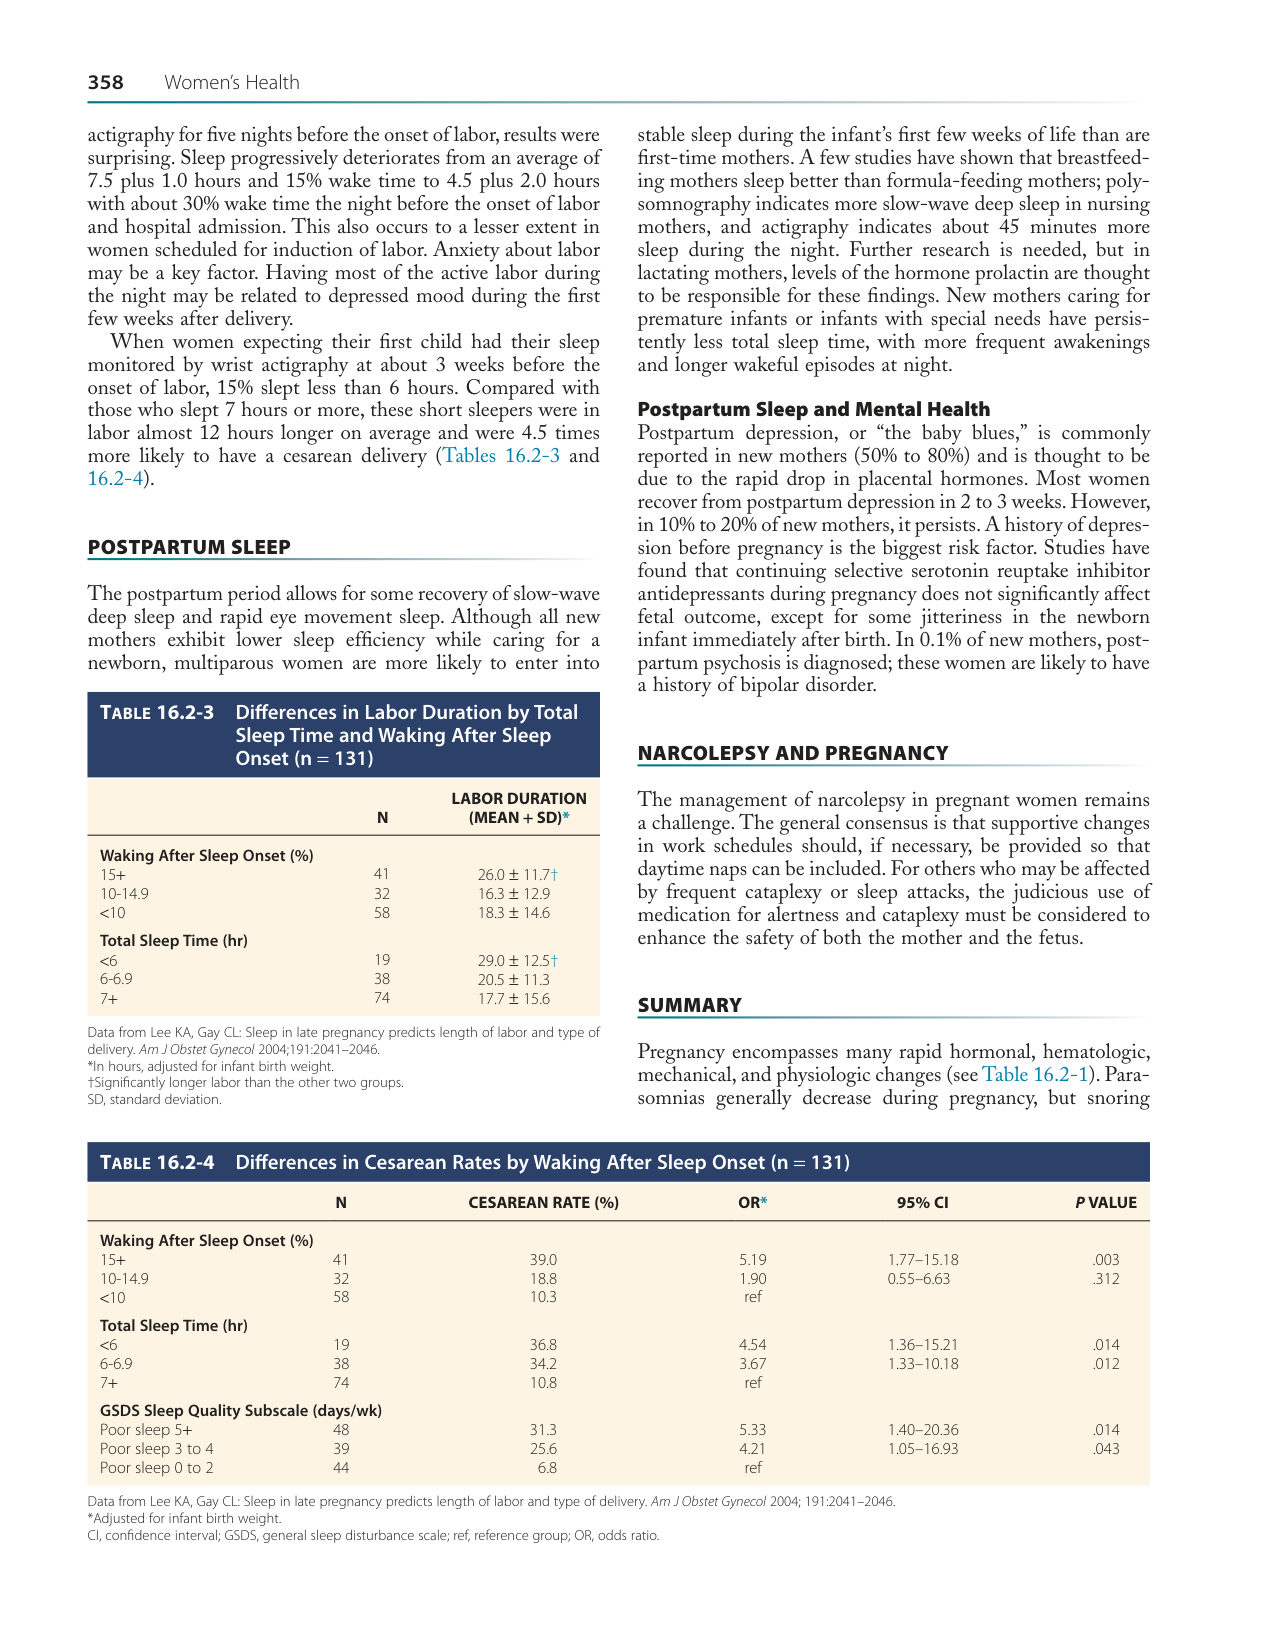 358 Women's Health
actigraphy for five nights before the onset of labor, results were
surprising. Sleep progressively deteriorates from an average of
7.5 plus 1.0 hours and 15% wake time to 4.5 plus 2.0 hours
with about 30% wake time the night before the onset of labor
and hospital admission. This also occurs to a lesser extent in
women scheduled for induction of labor. Anxiety about labor
may be a key factor. Having most of the active labor during
the night may be related to depressed mood during the first
few weeks after delivery.
When women expecting their first child had their sleep
monitored by wrist actigraphy at about 3 weeks before the
onset of labor, 15% slept less than 6 hours. Compared with
those who slept 7 hours or more, these short sleepers were in
labor almost 12 hours longer on average and were 4.5 times
more likely to have a cesarean delivery (Tables 16.2-3 and
16.2-4).
POSTPARTUM SLEEP
The postpartum period allows for some recovery of slow-wave
deep sleep and rapid eye movement sleep. Although all new
mothers exhibit lower sleep efficiency while caring for a
newborn, multiparous women are more likely to enter into
TABLE 16.2-3 Differences in Labor Duration by Total
Sleep Time and Waking After Sleep
Onset (n = 131)
LABOR DURATION
N (MEAN + SD)*
Waking After Sleep Onset (%)
15+ 41 26.0 ± 11.7†
10-14.9 32 16.3 ± 12.9
<10 58 18.3 ± 14.6
Total Sleep Time (hr)
<6 19 29.0 ± 12.5†
6-6.9 38 20.5 ± 11.3
7+ 74 17.7 ± 15.6
Data from Lee KA, Gay CL: Sleep in late pregnancy predicts length of labor and type of
delivery. Am J Obstet Gynecol 2004;191:2041–2046.
*In hours, adjusted for infant birth weight.
†Significantly longer labor than the other two groups.
SD, standard deviation.
stable sleep during the infant's first few weeks of life than are
first-time mothers. A few studies have shown that breastfeed-
ing mothers sleep better than formula-feeding mothers; poly-
somnography indicates more slow-wave deep sleep in nursing
mothers, and actigraphy indicates about 45 minutes more
sleep during the night. Further research is needed, but in
lactating mothers, levels of the hormone prolactin are thought
to be responsible for these findings. New mothers caring for
premature infants or infants with special needs have persis-
tently less total sleep time, with more frequent awakenings
and longer wakeful episodes at night.
Postpartum Sleep and Mental Health
Postpartum depression, or “the baby blues,” is commonly
reported in new mothers (50% to 80%) and is thought to be
due to the rapid drop in placental hormones. Most women
recover from postpartum depression in 2 to 3 weeks. However,
in 10% to 20% of new mothers, it persists. A history of depres-
sion before pregnancy is the biggest risk factor. Studies have
found that continuing selective serotonin reuptake inhibitor
antidepressants during pregnancy does not significantly affect
fetal outcome, except for some jitteriness in the newborn
infant immediately after birth. In 0.1% of new mothers, post-
partum psychosis is diagnosed; these women are likely to have
a history of bipolar disorder.
NARCOLEPSY AND PREGNANCY
The management of narcolepsy in pregnant women remains
a challenge. The general consensus is that supportive changes
in work schedules should, if necessary, be provided so that
daytime naps can be included. For others who may be affected
by frequent cataplexy or sleep attacks, the judicious use of
medication for alertness and cataplexy must be considered to
enhance the safety of both the mother and the fetus.
SUMMARY
Pregnancy encompasses many rapid hormonal, hematologic,
mechanical, and physiologic changes (see Table 16.2-1). Para-
somnias generally decrease during pregnancy, but snoring
TABLE 16.2-4 Differences in Cesarean Rates by Waking After Sleep Onset (n = 131)
N CESAREAN RATE (%) OR* 95% CI P VALUE
Waking After Sleep Onset (%)
15+ 41 39.0 5.19 1.77–15.18 .003
10-14.9 32 18.8 1.90 0.55–6.63 .312
<10 58 10.3 ref
Total Sleep Time (hr)
<6 19 36.8 4.54 1.36–15.21 .014
6-6.9 38 34.2 3.67 1.33–10.18 .012
7+ 74 10.8 ref
GSDS Sleep Quality Subscale (days/wk)
Poor sleep 5+ 48 31.3 5.33 1.40–20.36 .014
Poor sleep 3 to 4 39 25.6 4.21 1.05–16.93 .043
Poor sleep 0 to 2 44 6.8 ref
Data from Lee KA, Gay CL: Sleep in late pregnancy predicts length of labor and type of delivery. Am J Obstet Gynecol 2004; 191:2041–2046.
*Adjusted for infant birth weight.
CI, confidence interval; GSDS, general sleep disturbance scale; ref, reference group; OR, odds ratio.